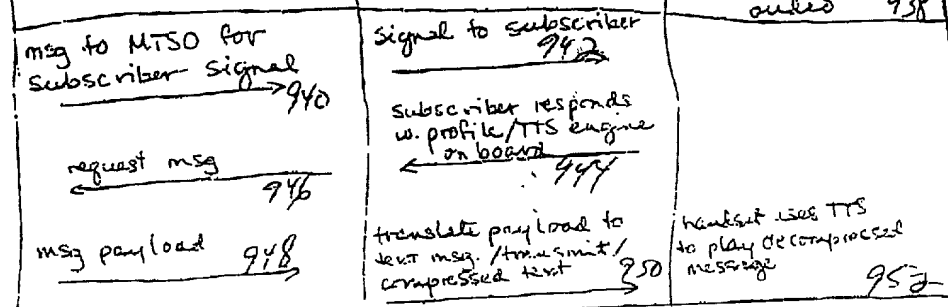 audio 938
msg to MTSO for
subscriber signal
940
request msg
946
msg payload 948
signal to subscriber
942
subscriber responds
w. profile/TTS engine
on board
944
translate payload to
text msg. /transmit/
compressed text 950
handset uses TTS
to play decompressed
message
952